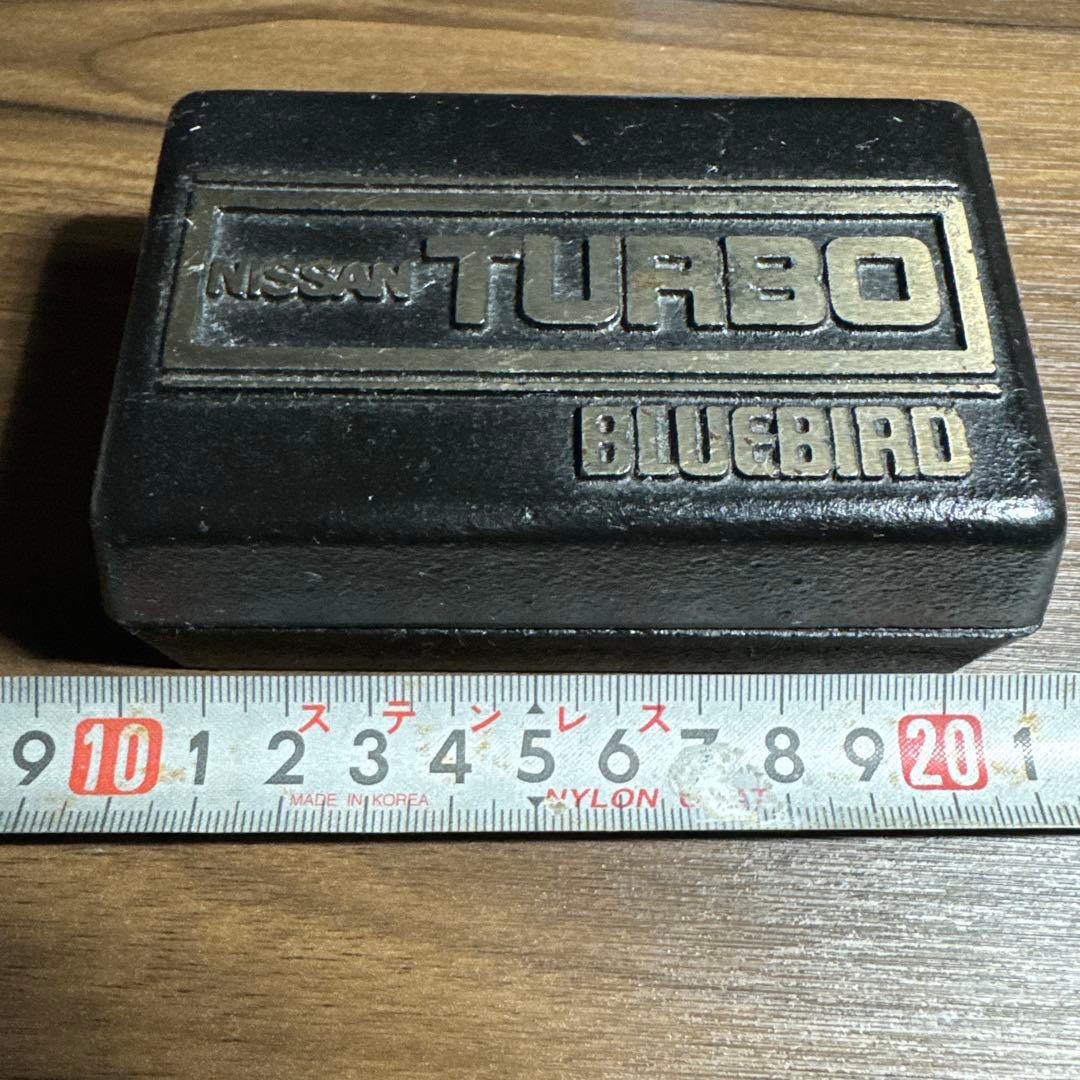 NISSAN TURBO
BLUEBIRD
ステンレス
9 10 1 2 3 4 5 6 7 8 9 20 1
MADE IN KOREA NYLON